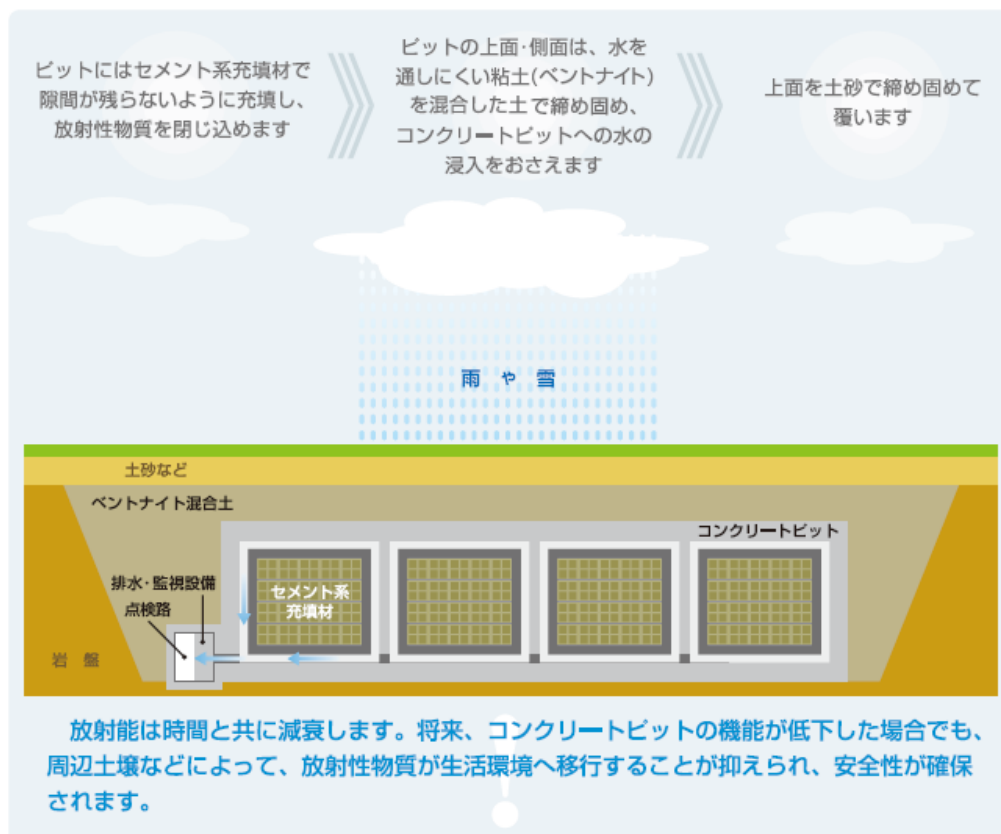 ピットにはセメント系充填材で
隙間が残らないように充填し、
放射性物質を閉じ込めます
ピットの上面・側面は、水を
通しにくい粘土(ベントナイト)
を混合した土で締め固め、
コンクリートピットへの水の
浸入をおさえます
上面を土砂で締め固めて
覆います
雨や雪
土砂など
ベントナイト混合土
コンクリートピット
排水・監視設備
点検路
セメント系
充填材
岩盤
放射能は時間と共に減衰します。将来、コンクリートピットの機能が低下した場合でも、
周辺土壌などによって、放射性物質が生活環境へ移行することが抑えられ、安全性が確保
されます。